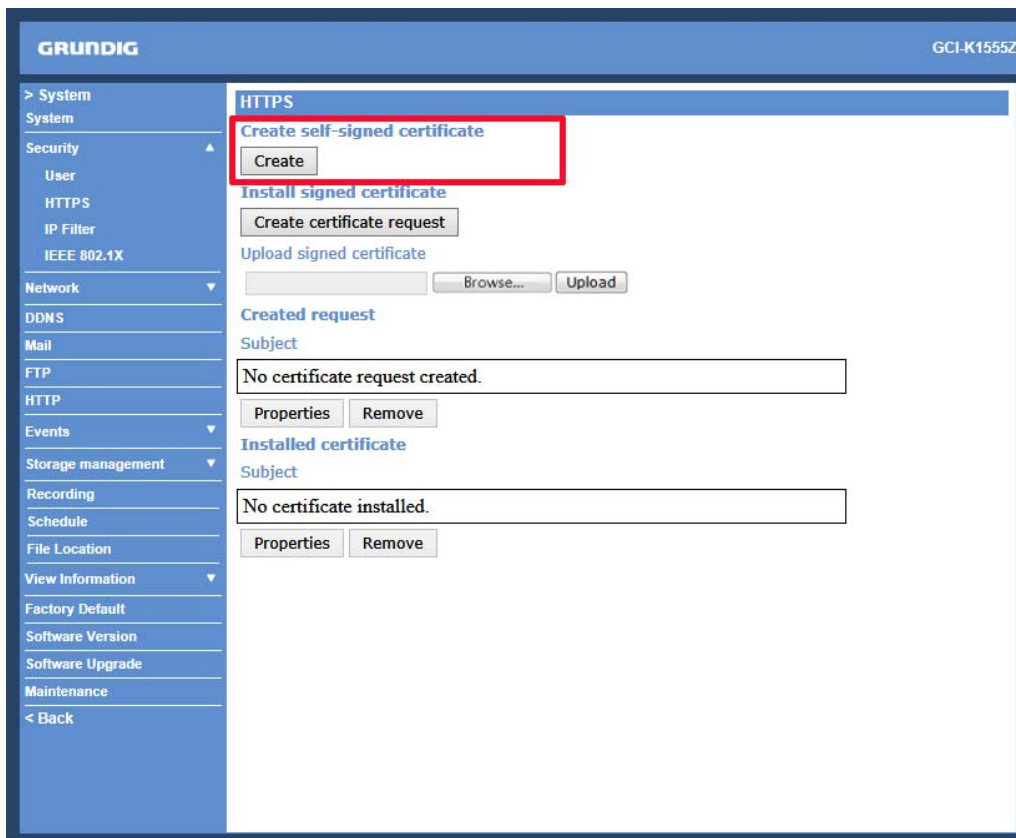 GRUNDIG
GCI-K1555Z
> System
System
Security
User
HTTPS
IP Filter
IEEE 802.1X
Network
DDNS
Mail
FTP
HTTP
Events
Storage management
Recording
Schedule
File Location
View Information
Factory Default
Software Version
Software Upgrade
Maintenance
< Back
HTTPS
Create self-signed certificate
Create
Install signed certificate
Create certificate request
Upload signed certificate
Browse... Upload
Created request
Subject
No certificate request created.
Properties Remove
Installed certificate
Subject
No certificate installed.
Properties Remove